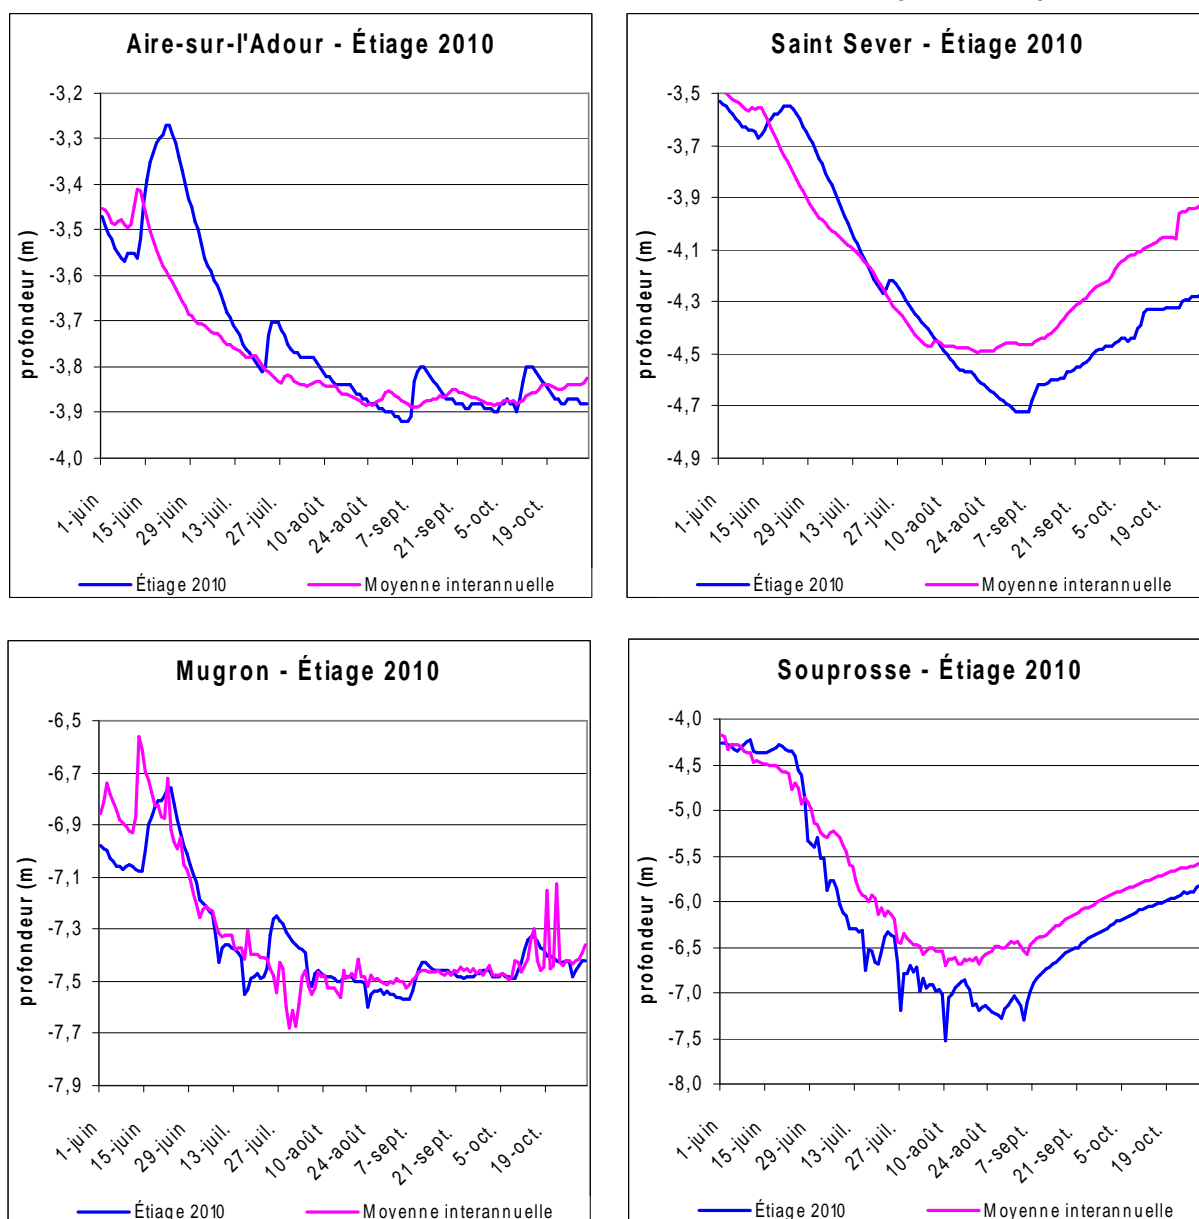 Aire-sur-l'Adour - Étiage 2010
profondeur (m)
-3,2
-3,3
-3,4
-3,5
-3,6
-3,7
-3,8
-3,9
-4,0
1-juin
15-juin
29-juin
13-juil.
27-juil.
10-août
24-août
7-sept.
21-sept.
5-oct.
19-oct.
Étiage 2010
Moyenne interannuelle
Saint Sever - Étiage 2010
profondeur (m)
-3,5
-3,7
-3,9
-4,1
-4,3
-4,5
-4,7
-4,9
1-juin
15-juin
29-juin
13-juil.
27-juil.
10-août
24-août
7-sept.
21-sept.
5-oct.
19-oct.
Étiage 2010
Moyenne interannuelle
Mugron - Étiage 2010
profondeur (m)
-6,5
-6,7
-6,9
-7,1
-7,3
-7,5
-7,7
-7,9
1-juin
15-juin
29-juin
13-juil.
27-juil.
10-août
24-août
7-sept.
21-sept.
5-oct.
19-oct.
Étiage 2010
Moyenne interannuelle
Souprosse - Étiage 2010
profondeur (m)
-4,0
-4,5
-5,0
-5,5
-6,0
-6,5
-7,0
-7,5
-8,0
1-juin
15-juin
29-juin
13-juil.
27-juil.
10-août
24-août
7-sept.
21-sept.
5-oct.
19-oct.
Étiage 2010
Moyenne interannuelle